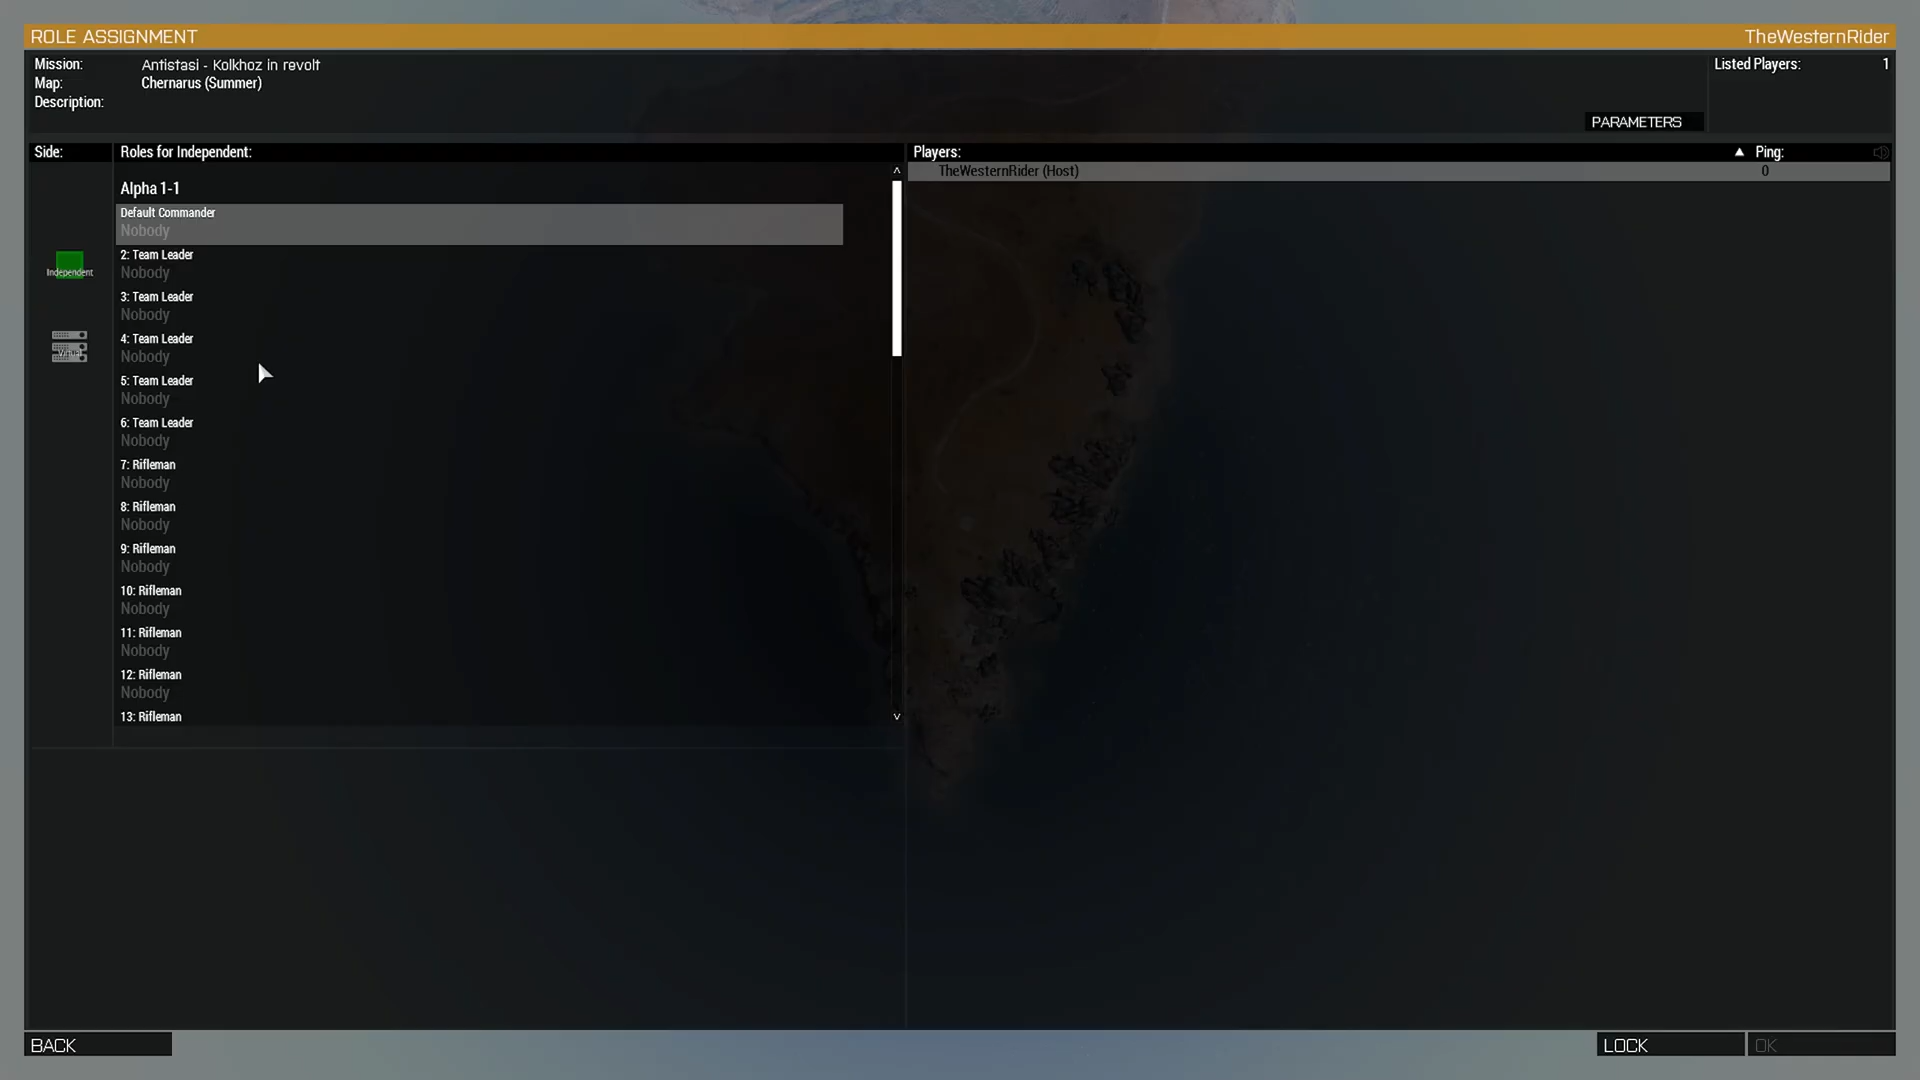 ROLE ASSIGNMENT
TheWesternRider
Mission: Antistasi - Kolkhoz in revolt
Map: Chernarus (Summer)
Description:
Listed Players: 1
PARAMETERS
Side:
Roles for Independent:
Players:
Ping:
TheWesternRider (Host) 0
Independent
Virtual
Alpha 1-1
Default Commander
Nobody
2: Team Leader
Nobody
3: Team Leader
Nobody
4: Team Leader
Nobody
5: Team Leader
Nobody
6: Team Leader
Nobody
7: Rifleman
Nobody
8: Rifleman
Nobody
9: Rifleman
Nobody
10: Rifleman
Nobody
11: Rifleman
Nobody
12: Rifleman
Nobody
13: Rifleman
BACK
LOCK
OK